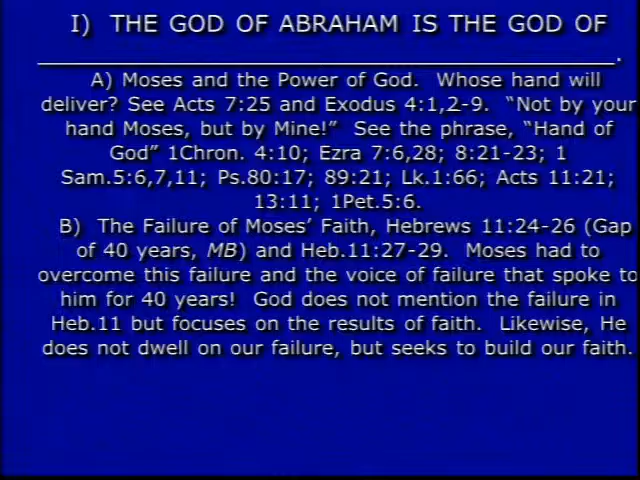 I) THE GOD OF ABRAHAM IS THE GOD OF
________________________________________________.
A) Moses and the Power of God. Whose hand will
deliver? See Acts 7:25 and Exodus 4:1,2-9. “Not by your
hand Moses, but by Mine!” See the phrase, “Hand of
God” 1Chron. 4:10; Ezra 7:6,28; 8:21-23; 1
Sam.5:6,7,11; Ps.80:17; 89:21; Lk.1:66; Acts 11:21;
13:11; 1Pet.5:6.
B) The Failure of Moses’ Faith, Hebrews 11:24-26 (Gap
of 40 years, MB) and Heb.11:27-29. Moses had to
overcome this failure and the voice of failure that spoke to
him for 40 years! God does not mention the failure in
Heb.11 but focuses on the results of faith. Likewise, He
does not dwell on our failure, but seeks to build our faith.